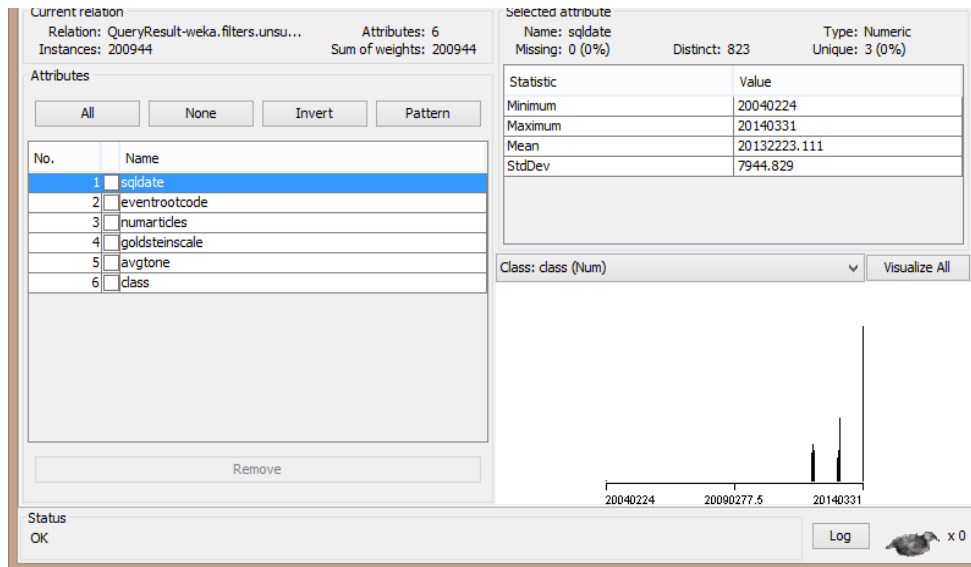 Current relation
Relation: QueryResult-weka.filters.unsu... Attributes: 6
Instances: 200944 Sum of weights: 200944
Attributes
All None Invert Pattern
No. Name
1 sqldate
2 eventrootcode
3 numarticles
4 goldsteinscale
5 avgtone
6 class
Remove
Selected attribute
Name: sqldate Type: Numeric
Missing: 0 (0%) Distinct: 823 Unique: 3 (0%)
Statistic Value
Minimum 20040224
Maximum 20140331
Mean 20132223.111
StdDev 7944.829
Class: class (Num) Visualize All
20040224 20090277.5 20140331
Status
OK Log x 0